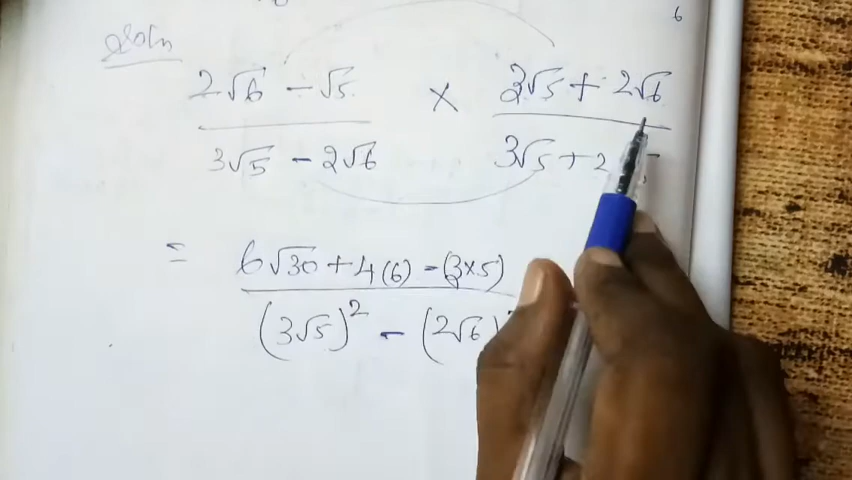 Soln
2√6 - √5 × 3√5 + 2√6
3√5 - 2√6 3√5 + 2
= 6√30 + 4(6) - (3×5)
(3√5)² - (2√6)